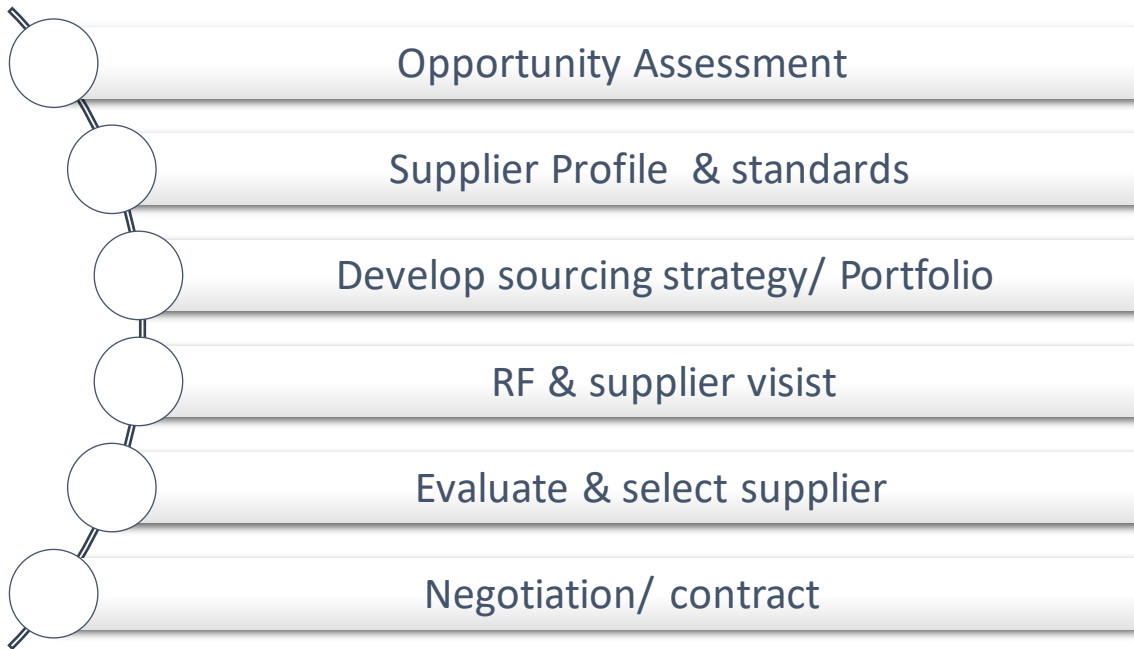 Opportunity Assessment
Supplier Profile & standards
Develop sourcing strategy/ Portfolio
RF & supplier visist
Evaluate & select supplier
Negotiation/ contract